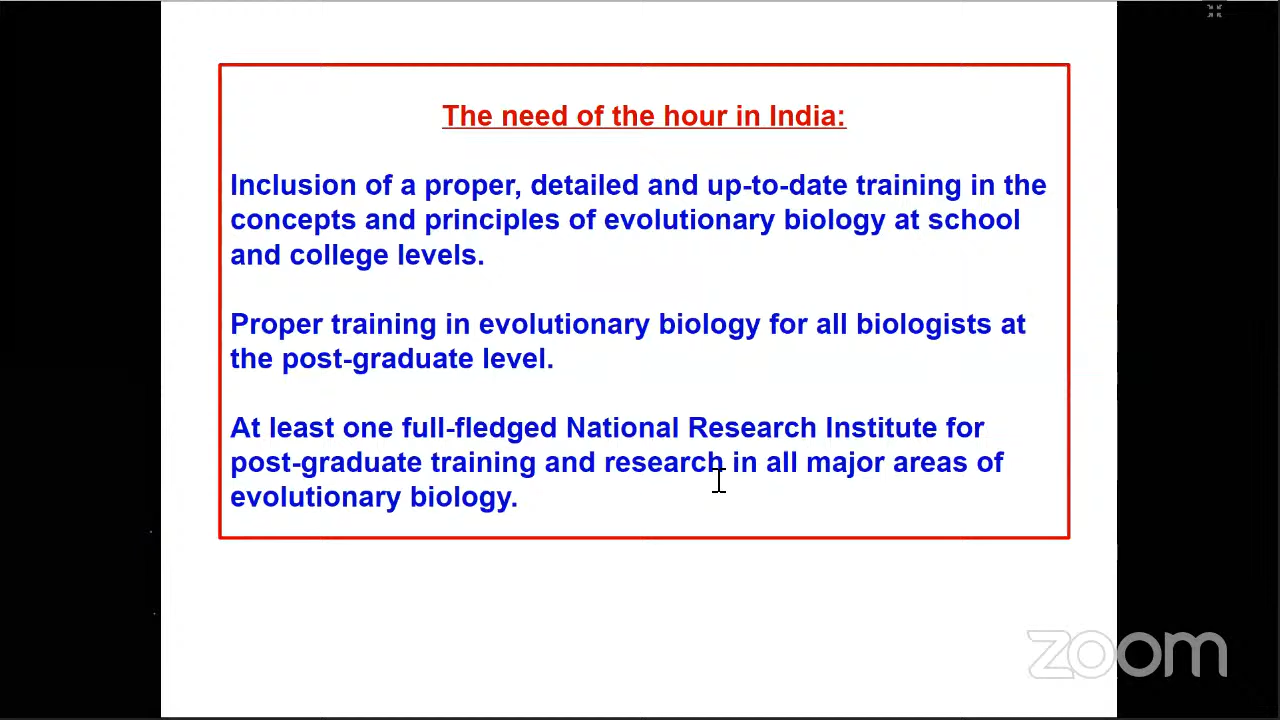 The need of the hour in India:
Inclusion of a proper, detailed and up-to-date training in the
concepts and principles of evolutionary biology at school
and college levels.
Proper training in evolutionary biology for all biologists at
the post-graduate level.
At least one full-fledged National Research Institute for
post-graduate training and research in all major areas of
evolutionary biology.
zoom